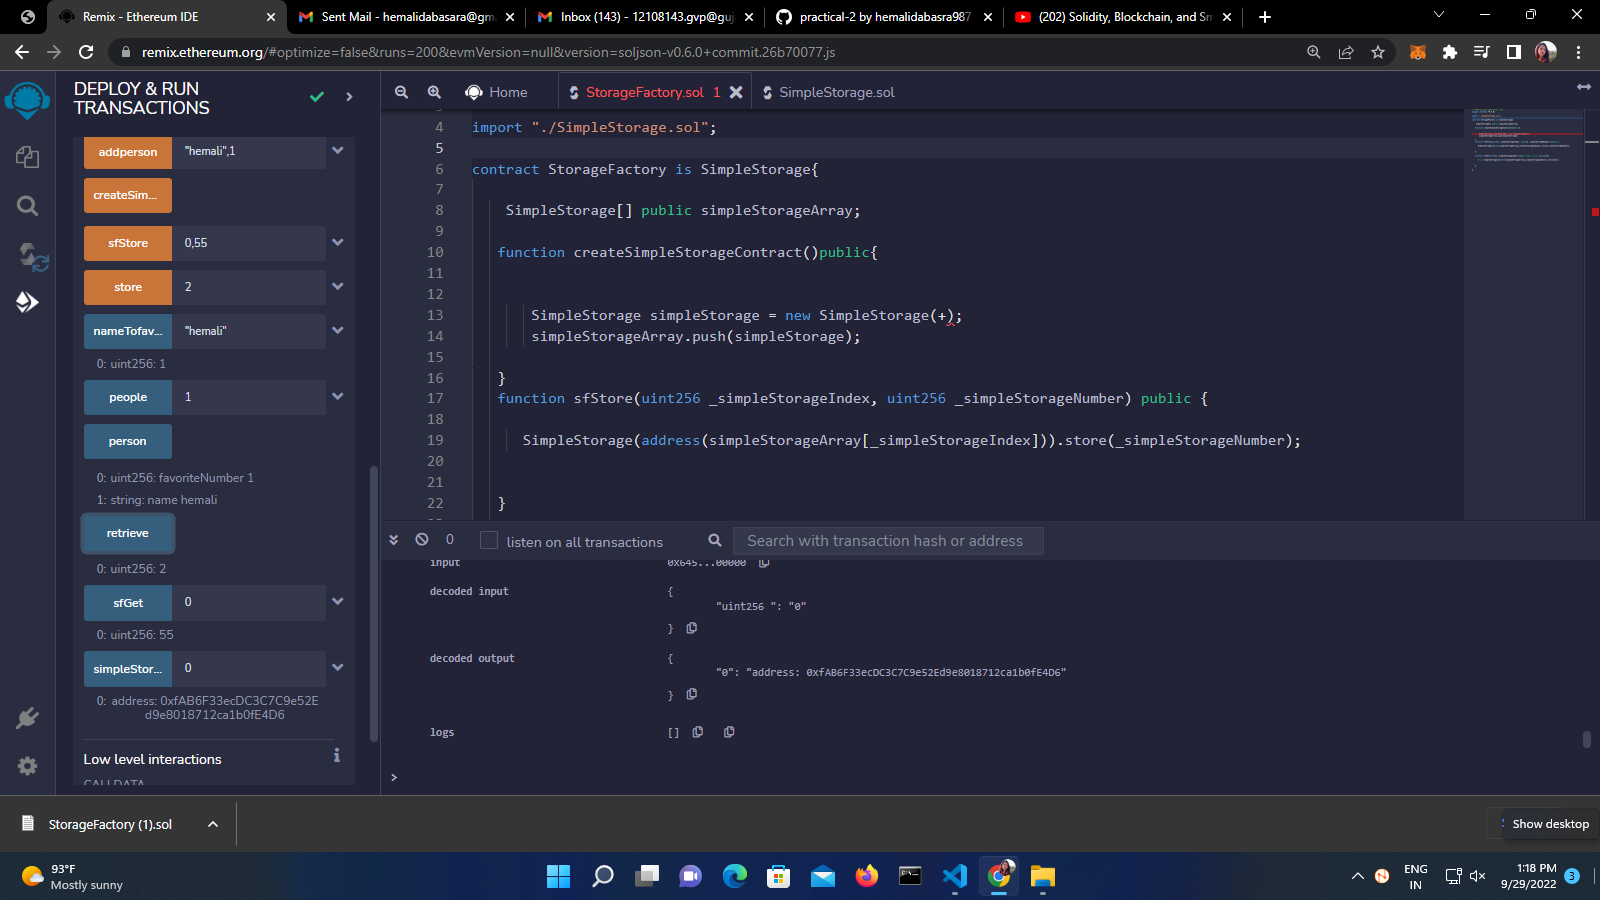 Remix - Ethereum IDE
Sent Mail - hemalidabasara@gm
Inbox (143) - 12108143.gvp@guj
practical-2 by hemalidabasra987
(202) Solidity, Blockchain, and Sm
remix.ethereum.org/#optimize=false&runs=200&evmVersion=null&version=soljson-v0.6.0+commit.26b70077.js
DEPLOY & RUN
TRANSACTIONS
addperson "hemali",1
createSim...
sfStore 0,55
store 2
nameTofav... "hemali"
0: uint256: 1
people 1
person
0: uint256: favoriteNumber 1
1: string: name hemali
retrieve
0: uint256: 2
sfGet 0
0: uint256: 55
simpleStor... 0
0: address: 0xfAB6F33ecDC3C7C9e52E
d9e8018712ca1b0fE4D6
Low level interactions
CALLDATA
Home
StorageFactory.sol 1
SimpleStorage.sol
4 import "./SimpleStorage.sol";
5
6 contract StorageFactory is SimpleStorage{
7
8 SimpleStorage[] public simpleStorageArray;
9
10 function createSimpleStorageContract()public{
11
12
13 SimpleStorage simpleStorage = new SimpleStorage(+);
14 simpleStorageArray.push(simpleStorage);
15
16 }
17 function sfStore(uint256 _simpleStorageIndex, uint256 _simpleStorageNumber) public {
18
19 SimpleStorage(address(simpleStorageArray[_simpleStorageIndex])).store(_simpleStorageNumber);
20
21
22 }
0 listen on all transactions Search with transaction hash or address
input 0x645...00000
decoded input {
"uint256 ": "0"
}
decoded output {
"0": "address: 0xfAB6F33ecDC3C7C9e52Ed9e8018712ca1b0fE4D6"
}
logs []
>
StorageFactory (1).sol
Show desktop
93°F
Mostly sunny
ENG
IN
1:18 PM
9/29/2022
3